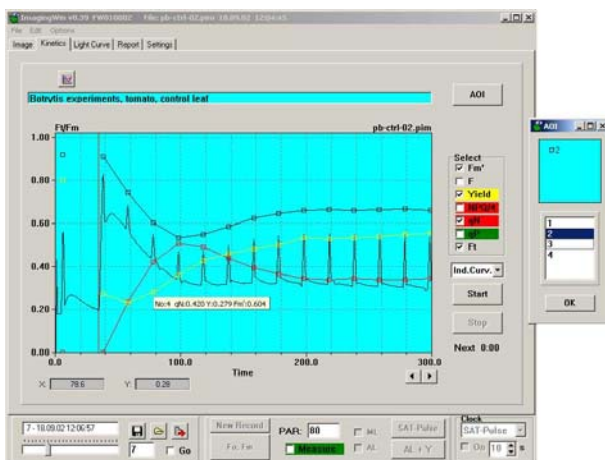 ImagingWin v0.39 FW010802 File: pb-ctrl-02.pim 18.09.02
File Edit Options
Image Kinetics Light Curve Report Settings
Botrytis experiments, tomato, control leaf
AOI
Ft/Fm
pb-ctrl-02.pim
1.00
0.80
0.60
0.40
0.20
0.00
0.0
100.0
200.0
300.0
Time
No:4 qN:0.420 Y:0.279 Fm':0.604
X: 79.6 Y: 0.28
Select
Fm'
F
Yield
NPQ/4
qN
qP
Ft
Ind.Curv.
Start
Stop
Next 0:00
AOI
2
1
2
3
4
OK
7 - 18.09.02 12:06:57
7
Go
New Record
Fo, Fm
PAR: 80
Measure
ML
AL
SAT-Pulse
AL + Y
Clock
SAT-Pulse
On 10 s